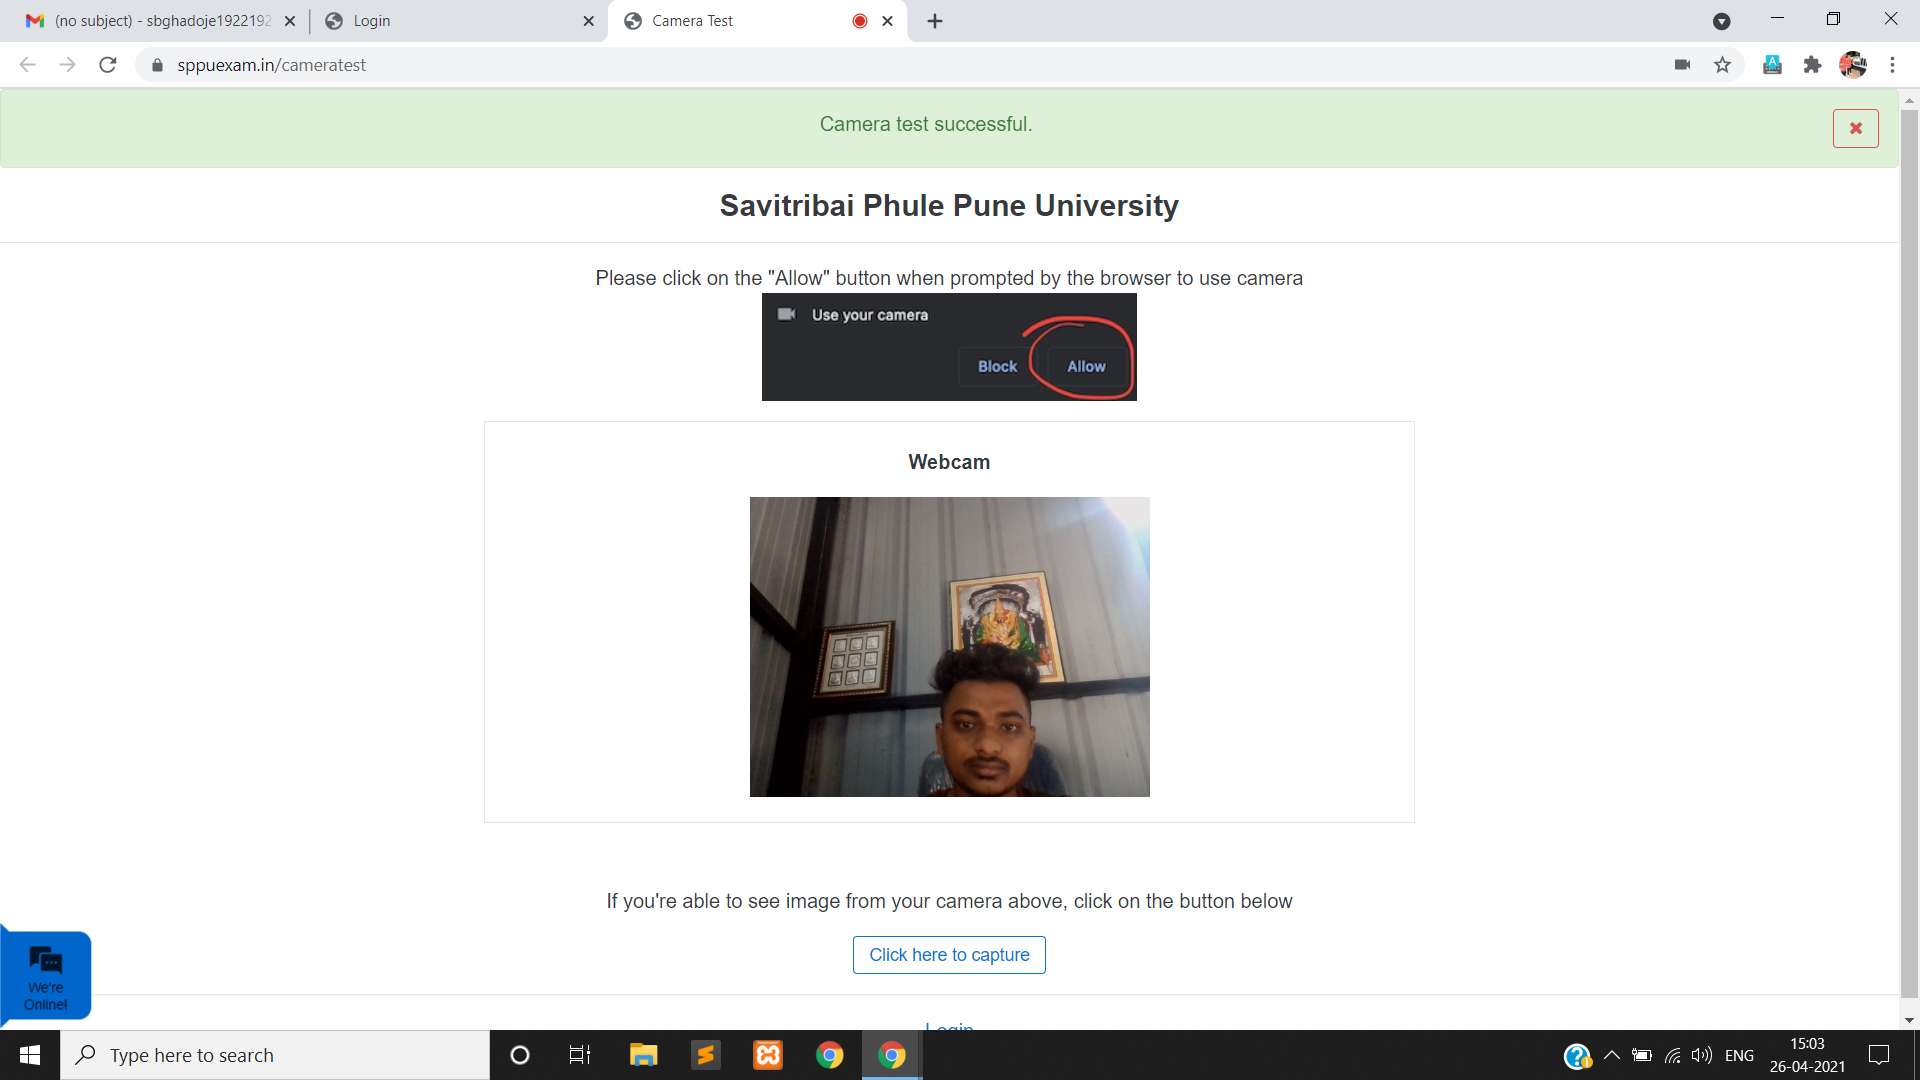 (no subject) - sbghadoje1922192
Login
Camera Test
sppuexam.in/cameratest
Camera test successful.
Savitribai Phule Pune University
Please click on the "Allow" button when prompted by the browser to use camera
Use your camera
Block
Allow
Webcam
If you're able to see image from your camera above, click on the button below
Click here to capture
We're
Online!
Login
Type here to search
ENG
15:03
26-04-2021